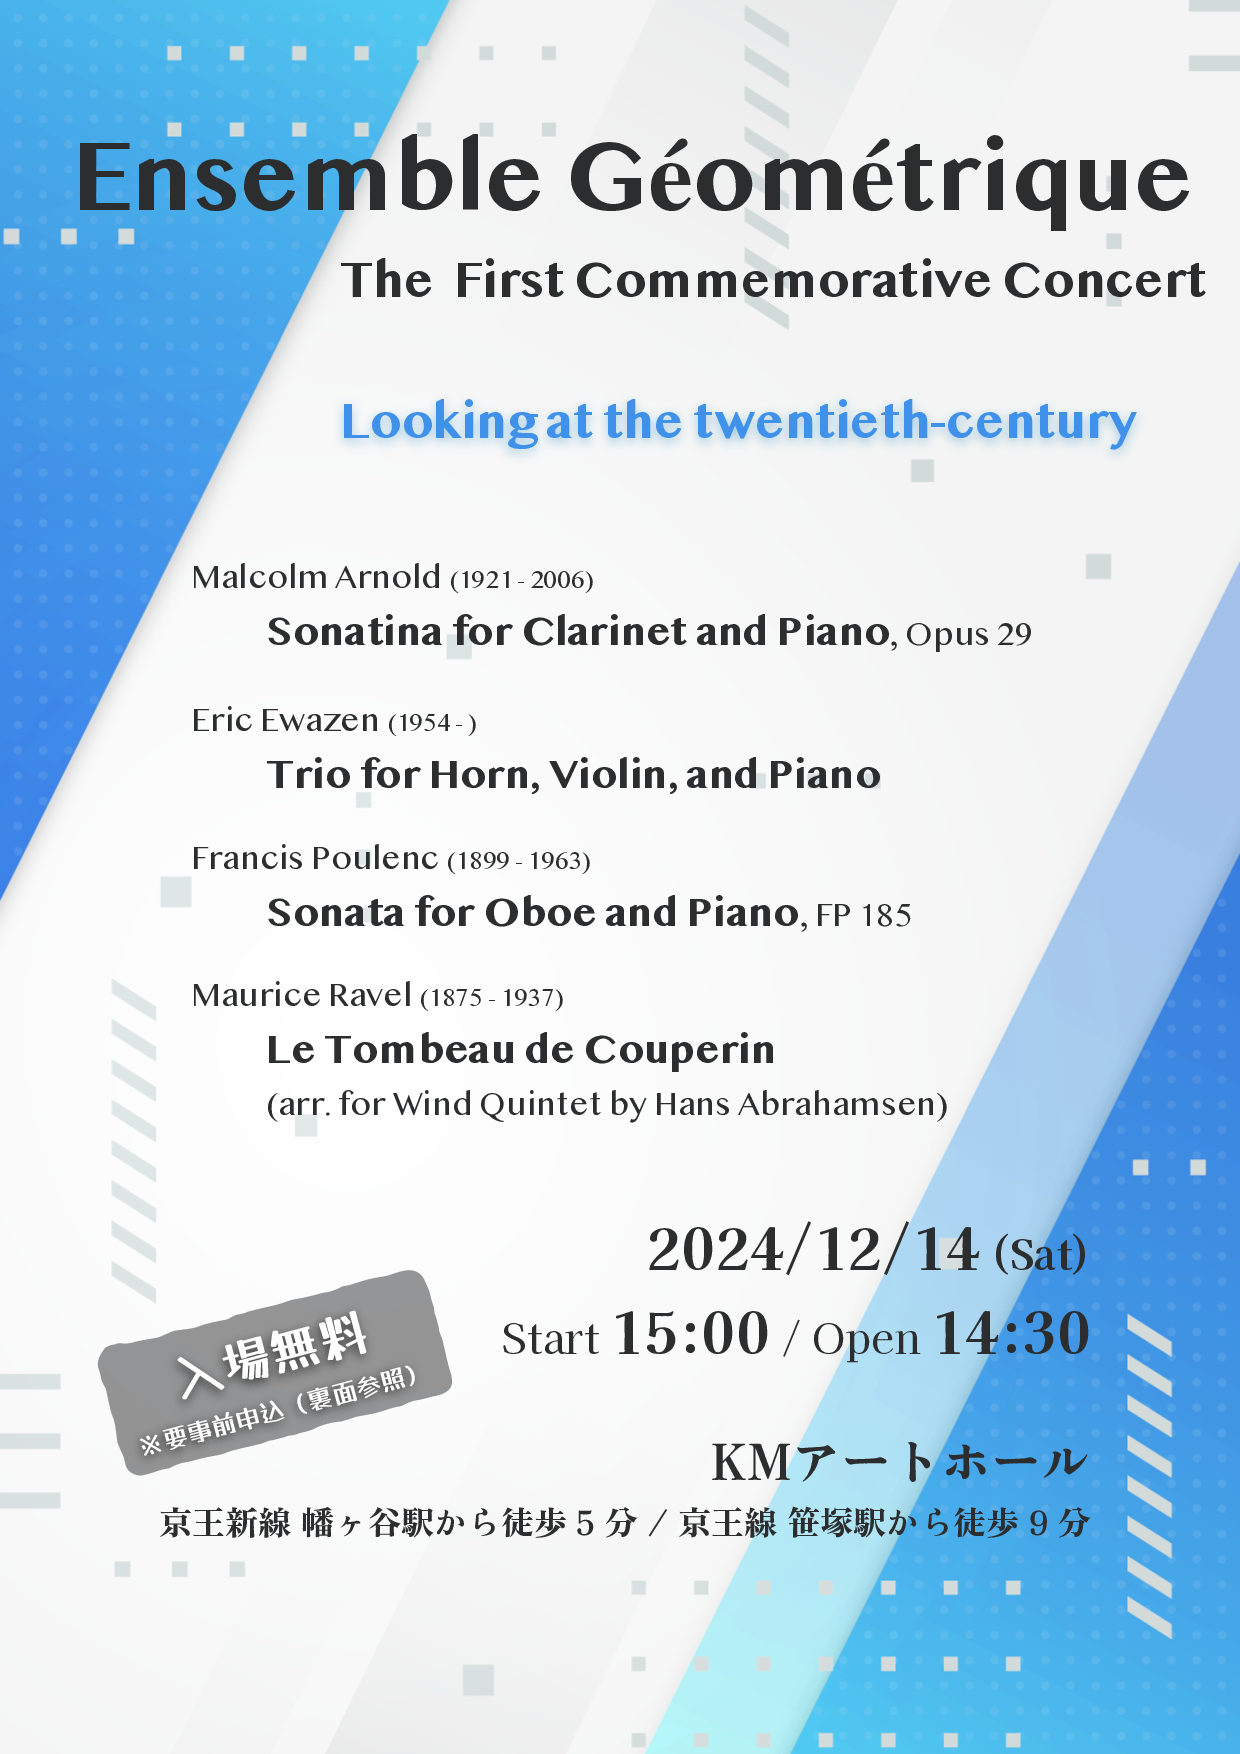 Ensemble Géométrique
The First Commemorative Concert
Looking at the twentieth-century
Malcolm Arnold (1921 - 2006)
Sonatina for Clarinet and Piano, Opus 29
Eric Ewazen (1954 - )
Trio for Horn, Violin, and Piano
Francis Poulenc (1899 - 1963)
Sonata for Oboe and Piano, FP 185
Maurice Ravel (1875 - 1937)
Le Tombeau de Couperin
(arr. for Wind Quintet by Hans Abrahamsen)
2024/12/14 (Sat)
Start 15:00 / Open 14:30
入場無料
※要事前申込（裏面参照）
KMアートホール
京王新線 幡ヶ谷駅から徒歩 5 分 / 京王線 笹塚駅から徒歩 9 分